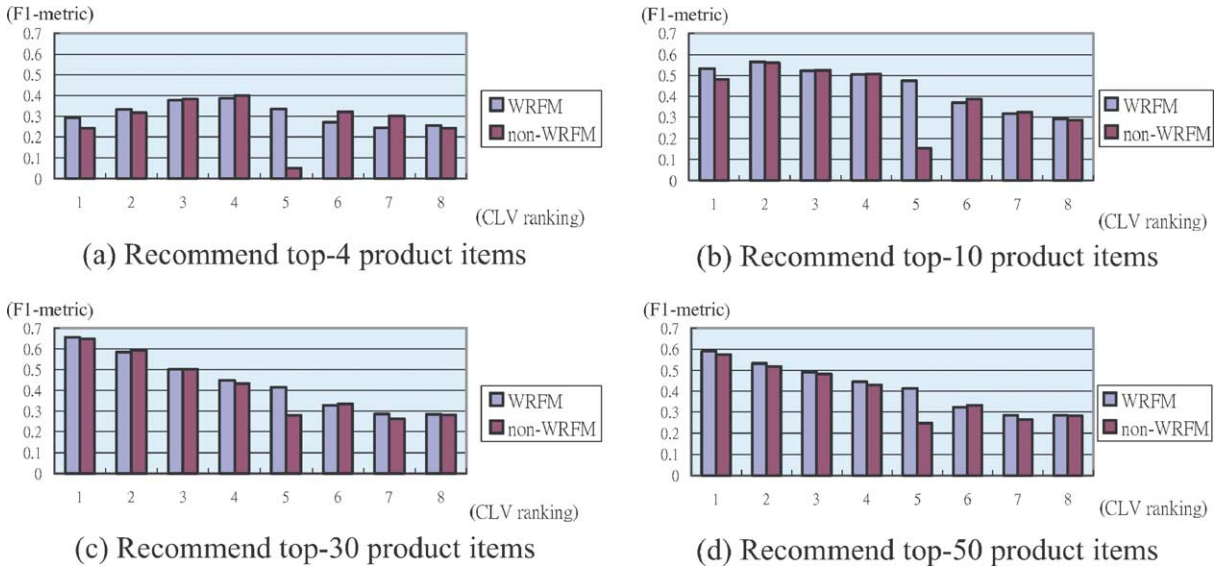 (F1-metric)
0.7
0.6
0.5
0.4
0.3
0.2
0.1
0
1 2 3 4 5 6 7 8
(CLV ranking)
WRFM
non-WRFM
(a) Recommend top-4 product items
(F1-metric)
0.7
0.6
0.5
0.4
0.3
0.2
0.1
0
1 2 3 4 5 6 7 8
(CLV ranking)
WRFM
non-WRFM
(b) Recommend top-10 product items
(F1-metric)
0.7
0.6
0.5
0.4
0.3
0.2
0.1
0
1 2 3 4 5 6 7 8
(CLV ranking)
WRFM
non-WRFM
(c) Recommend top-30 product items
(F1-metric)
0.7
0.6
0.5
0.4
0.3
0.2
0.1
0
1 2 3 4 5 6 7 8
(CLV ranking)
WRFM
non-WRFM
(d) Recommend top-50 product items